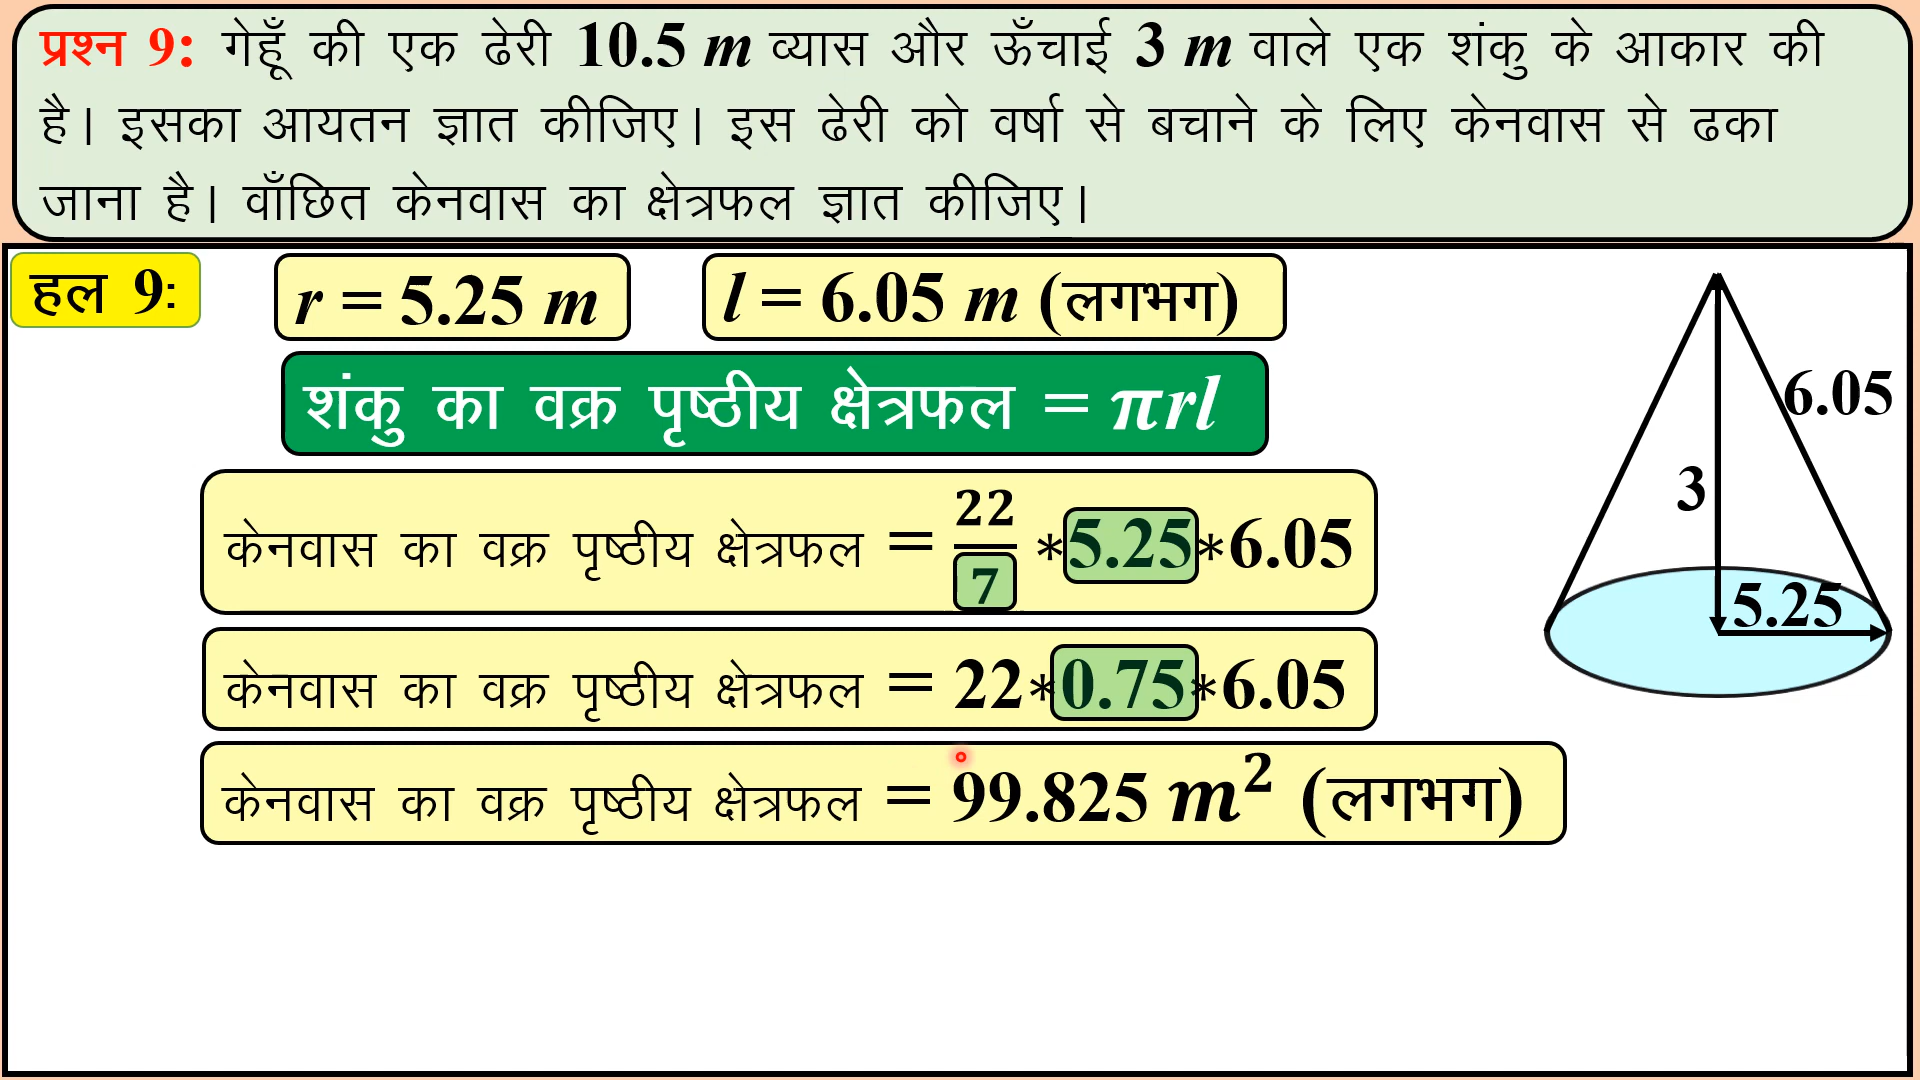 प्रश्न 9: गेहूँ की एक ढेरी 10.5 m व्यास और ऊँचाई 3 m वाले एक शंकु के आकार की
है। इसका आयतन ज्ञात कीजिए। इस ढेरी को वर्षा से बचाने के लिए केनवास से ढका
जाना है। वाँछित केनवास का क्षेत्रफल ज्ञात कीजिए।
हल 9:
r = 5.25 m
l = 6.05 m (लगभग)
शंकु का वक्र पृष्ठीय क्षेत्रफल = πrl
6.05
केनवास का वक्र पृष्ठीय क्षेत्रफल = 22/7 *5.25*6.05
3
5.25
केनवास का वक्र पृष्ठीय क्षेत्रफल = 22*0.75*6.05
केनवास का वक्र पृष्ठीय क्षेत्रफल = 99.825 m² (लगभग)